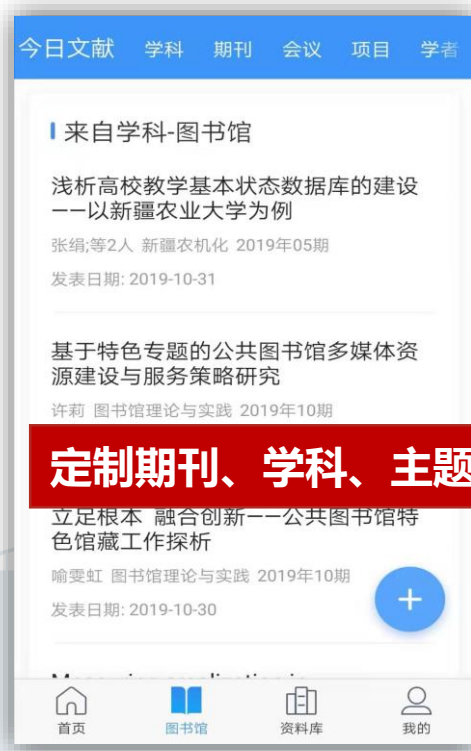 今日文献 学科 期刊 会议 项目 学者
来自学科-图书馆
浅析高校教学基本状态数据库的建设
——以新疆农业大学为例
张绢;等2人 新疆农机化 2019年05期
发表日期: 2019-10-31
基于特色专题的公共图书馆多媒体资
源建设与服务策略研究
许莉 图书馆理论与实践 2019年10期
定制期刊、学科、主题
立足根本 融合创新——公共图书馆特
色馆藏工作探析
喻雯虹 图书馆理论与实践 2019年10期
发表日期: 2019-10-30
首页 图书馆 资料库 我的